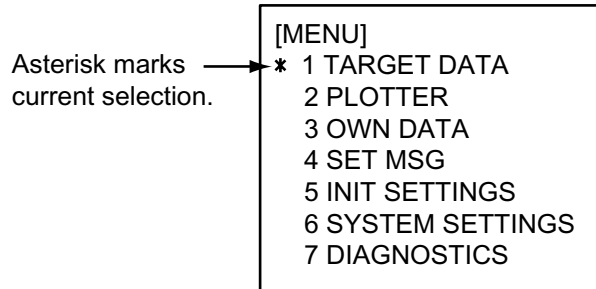 Asterisk marks
current selection.
[MENU]
* 1 TARGET DATA
2 PLOTTER
3 OWN DATA
4 SET MSG
5 INIT SETTINGS
6 SYSTEM SETTINGS
7 DIAGNOSTICS